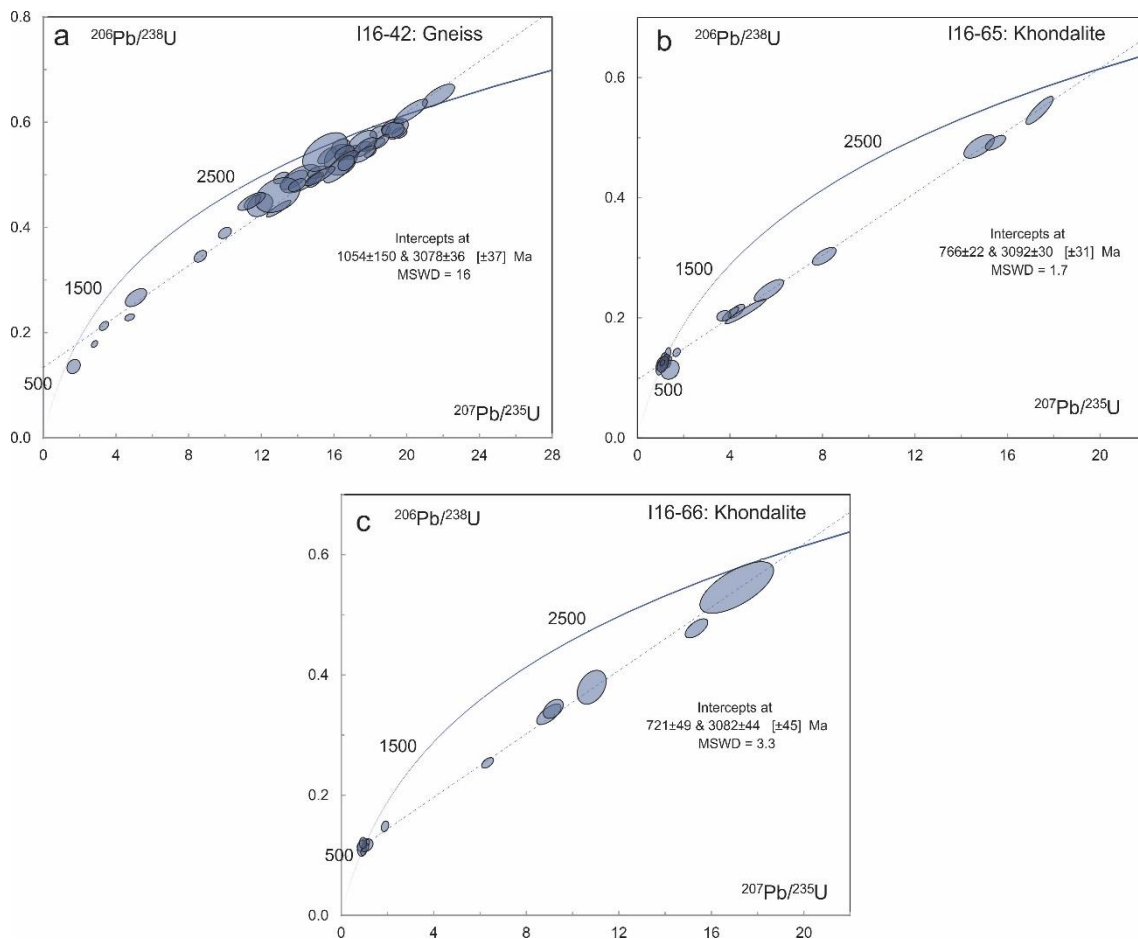 a
²⁰⁶Pb/²³⁸U
I16-42: Gneiss
0.8
0.6
0.4
0.2
0.0
2500
1500
500
Intercepts at
1054±150 & 3078±36 [±37] Ma
MSWD = 16
²⁰⁷Pb/²³⁵U
0 4 8 12 16 20 24 28
b
²⁰⁶Pb/²³⁸U
I16-65: Khondalite
0.6
0.4
0.2
0.0
2500
1500
500
Intercepts at
766±22 & 3092±30 [±31] Ma
MSWD = 1.7
²⁰⁷Pb/²³⁵U
0 4 8 12 16 20
c
²⁰⁶Pb/²³⁸U
I16-66: Khondalite
0.6
0.4
0.2
0.0
2500
1500
500
Intercepts at
721±49 & 3082±44 [±45] Ma
MSWD = 3.3
²⁰⁷Pb/²³⁵U
0 4 8 12 16 20